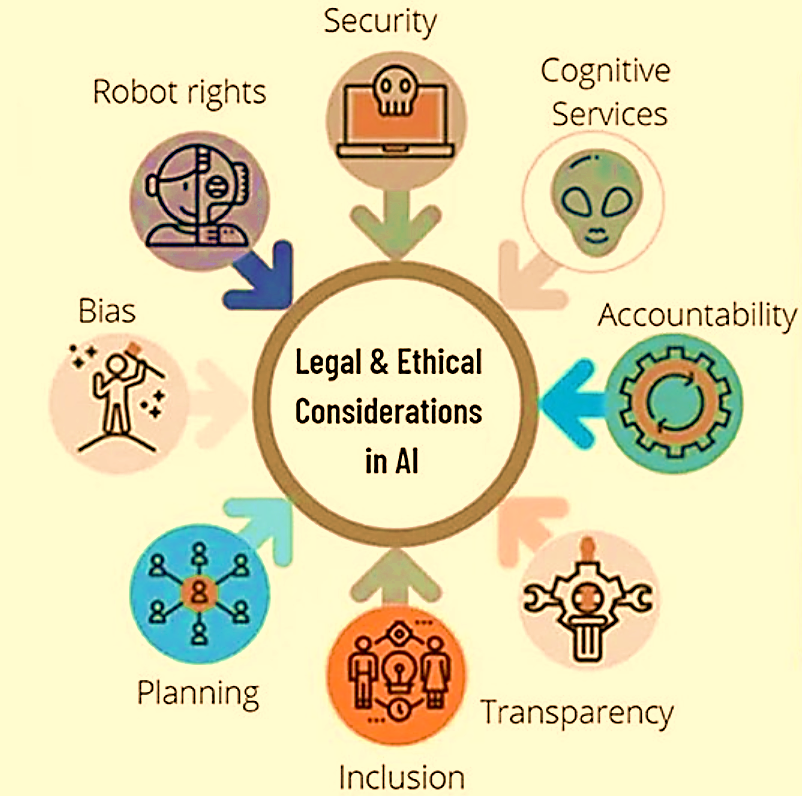 Security
Robot rights
Cognitive
Services
Bias
Accountability
Legal & Ethical
Considerations
in AI
Planning
Transparency
Inclusion